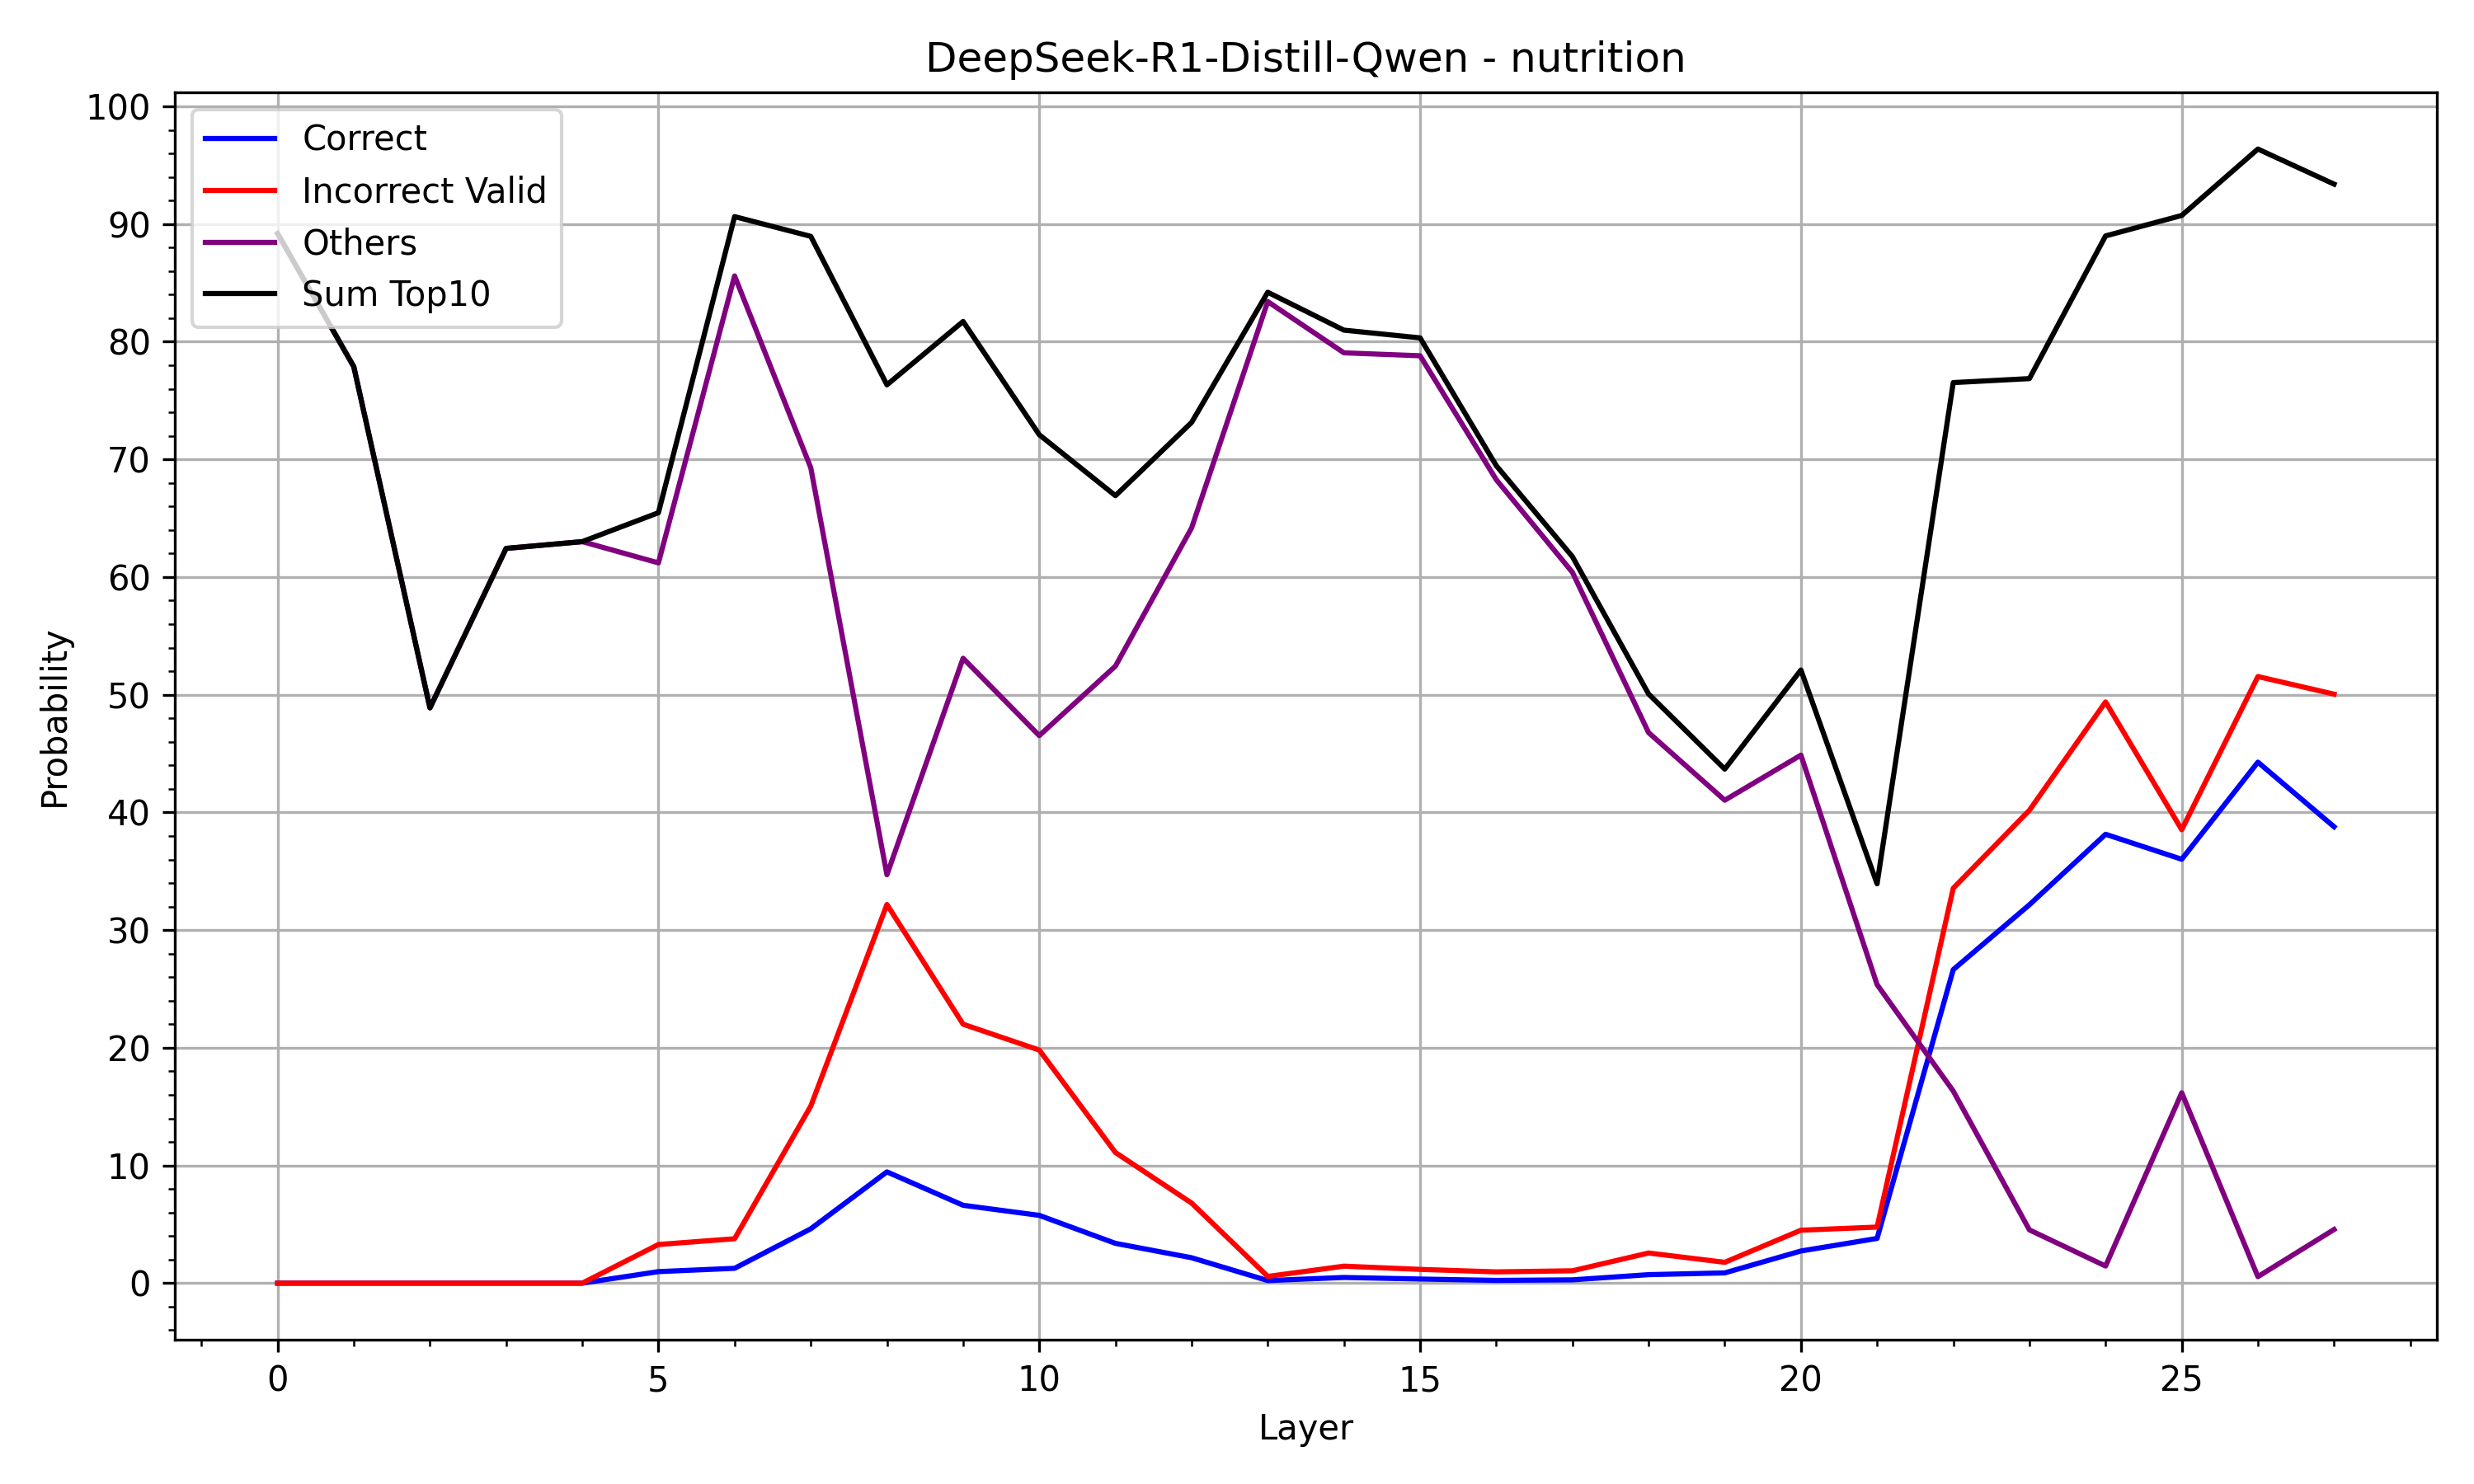 DeepSeek-R1-Distill-Qwen - nutrition
Correct
Incorrect Valid
Others
Sum Top10
100
90
80
70
60
50
40
30
20
10
0
Probability
0 5 10 15 20 25
Layer